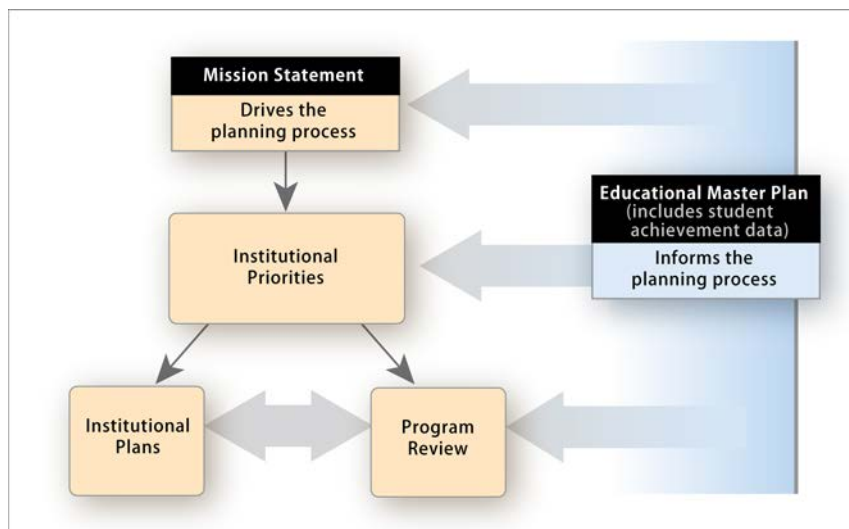 Mission Statement
Drives the
planning process
Educational Master Plan
(includes student
achievement data)
Informs the
planning process
Institutional
Priorities
Institutional
Plans
Program
Review